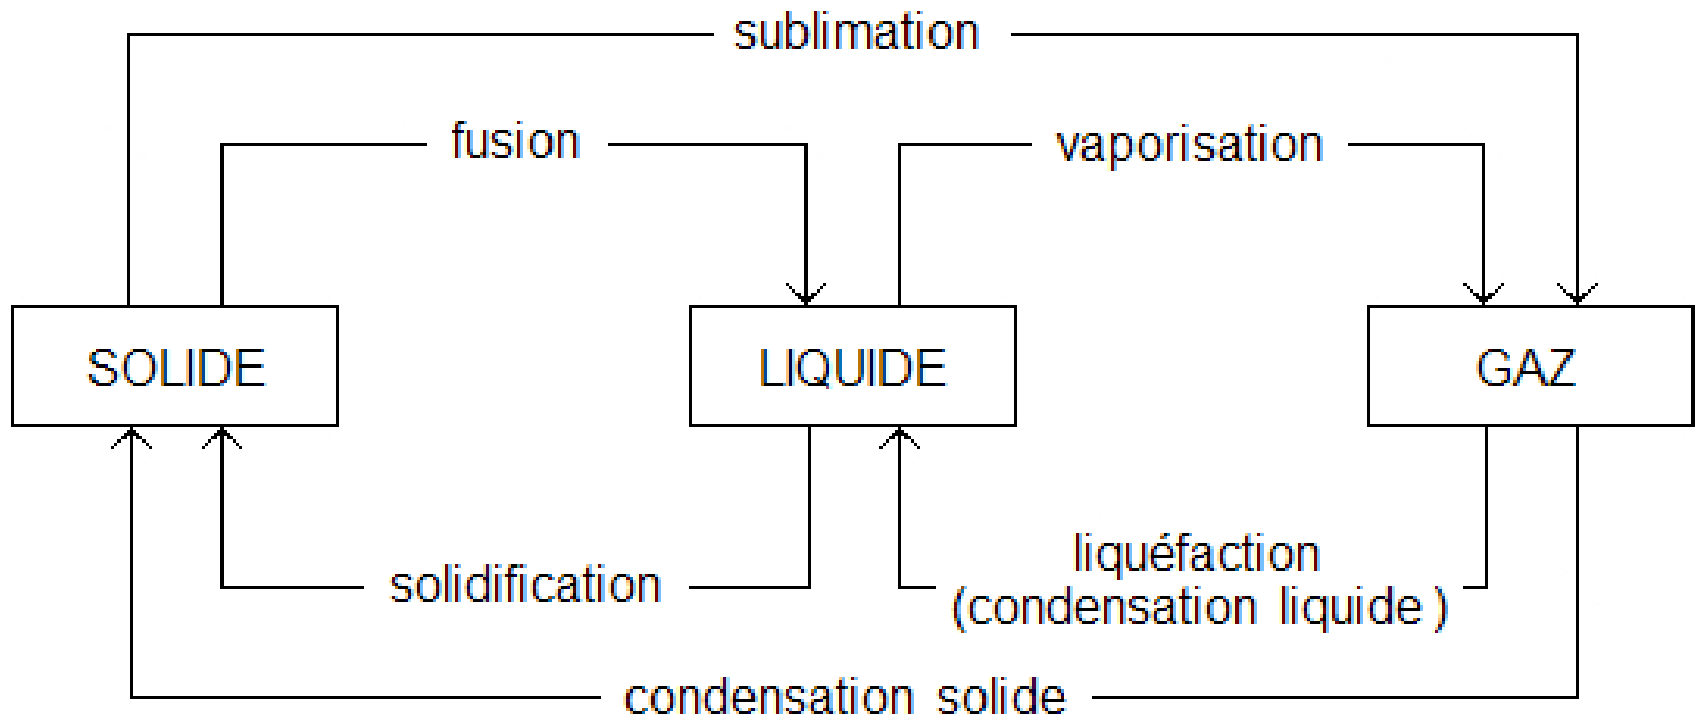 sublimation
fusion
vaporisation
SOLIDE
LIQUIDE
GAZ
solidification
liquéfaction
(condensation liquide )
condensation solide